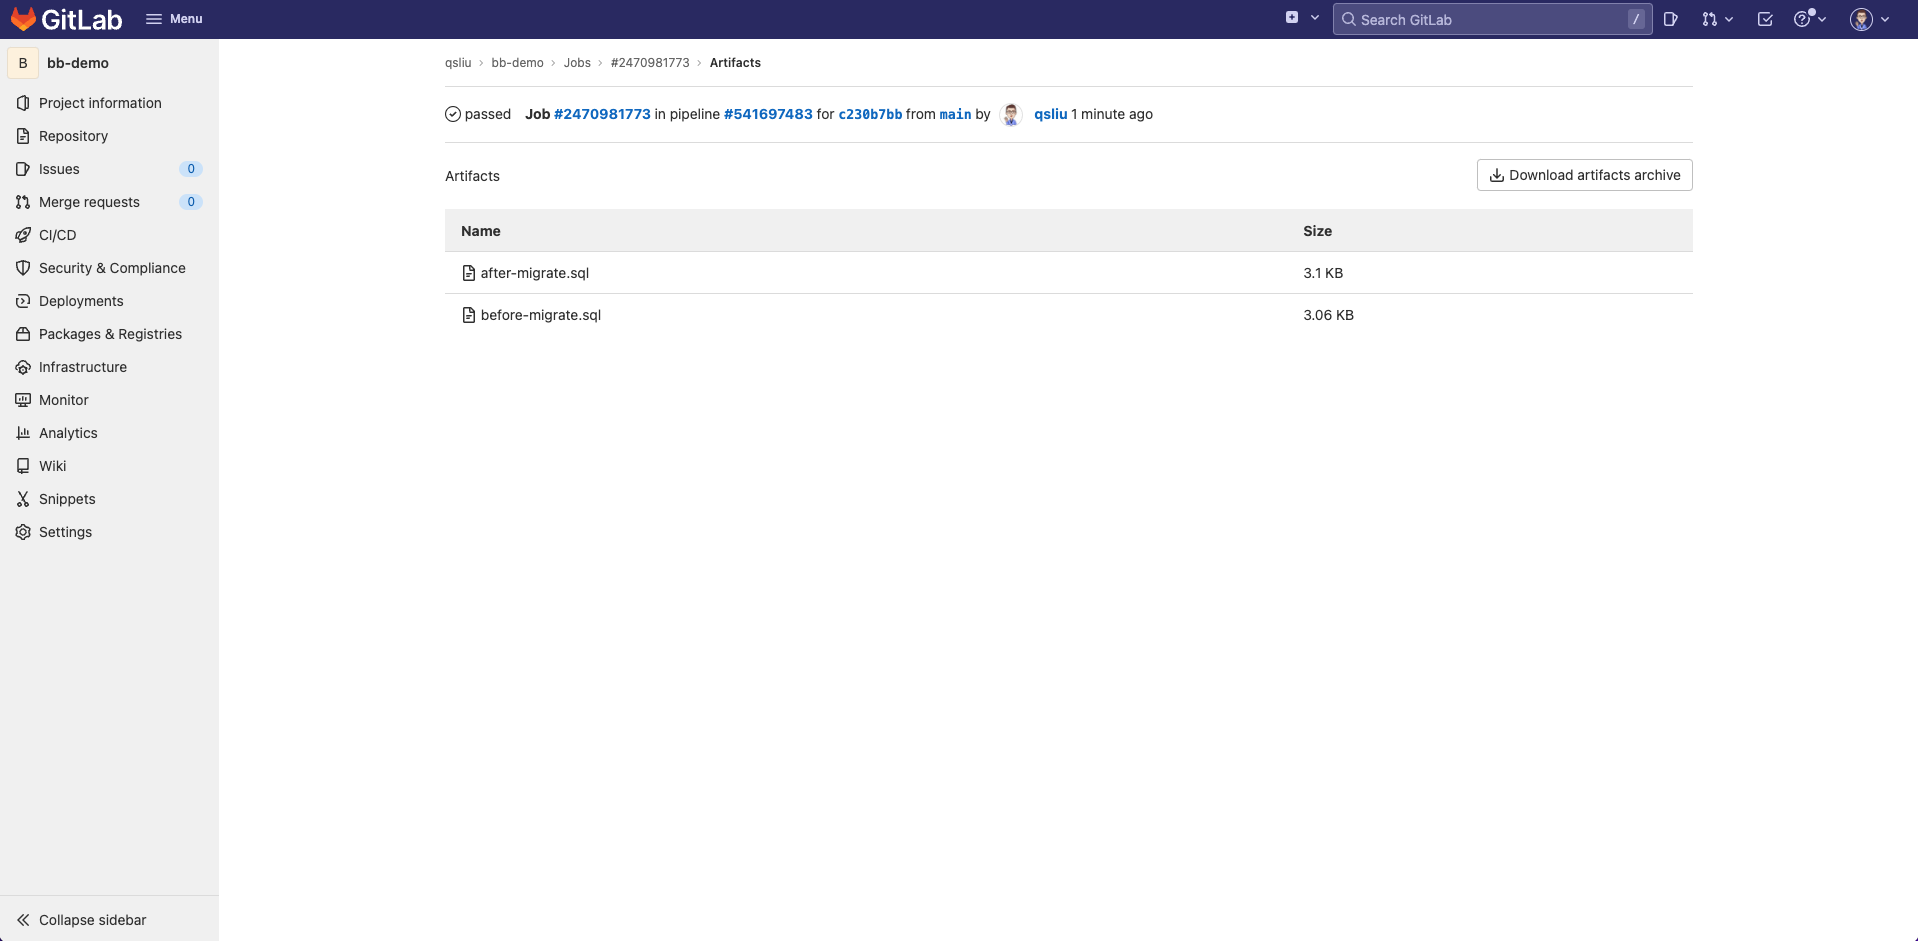 GitLab Menu Search GitLab /
B bb-demo
Project information
Repository
Issues 0
Merge requests 0
CI/CD
Security & Compliance
Deployments
Packages & Registries
Infrastructure
Monitor
Analytics
Wiki
Snippets
Settings
Collapse sidebar
qsliu › bb-demo › Jobs › #2470981773 › Artifacts
passed Job #2470981773 in pipeline #541697483 for c230b7bb from main by qsliu 1 minute ago
Artifacts Download artifacts archive
Name Size
after-migrate.sql 3.1 KB
before-migrate.sql 3.06 KB